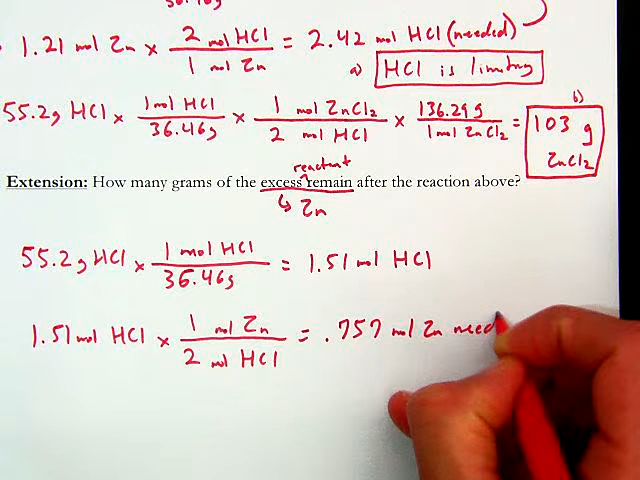 1.21 mol Zn × 2 mol HCl / 1 mol Zn = 2.42 mol HCl (needed)
a) HCl is limiting
55.2g HCl × 1 mol HCl / 36.46g × 1 mol ZnCl2 / 2 mol HCl × 136.29 g / 1 mol ZnCl2 = 103 g ZnCl2
b)
reactant
Extension: How many grams of the excess remain after the reaction above?
↳ Zn
55.2g HCl × 1 mol HCl / 36.46g = 1.51 mol HCl
1.51 mol HCl × 1 mol Zn / 2 mol HCl = .757 mol Zn need